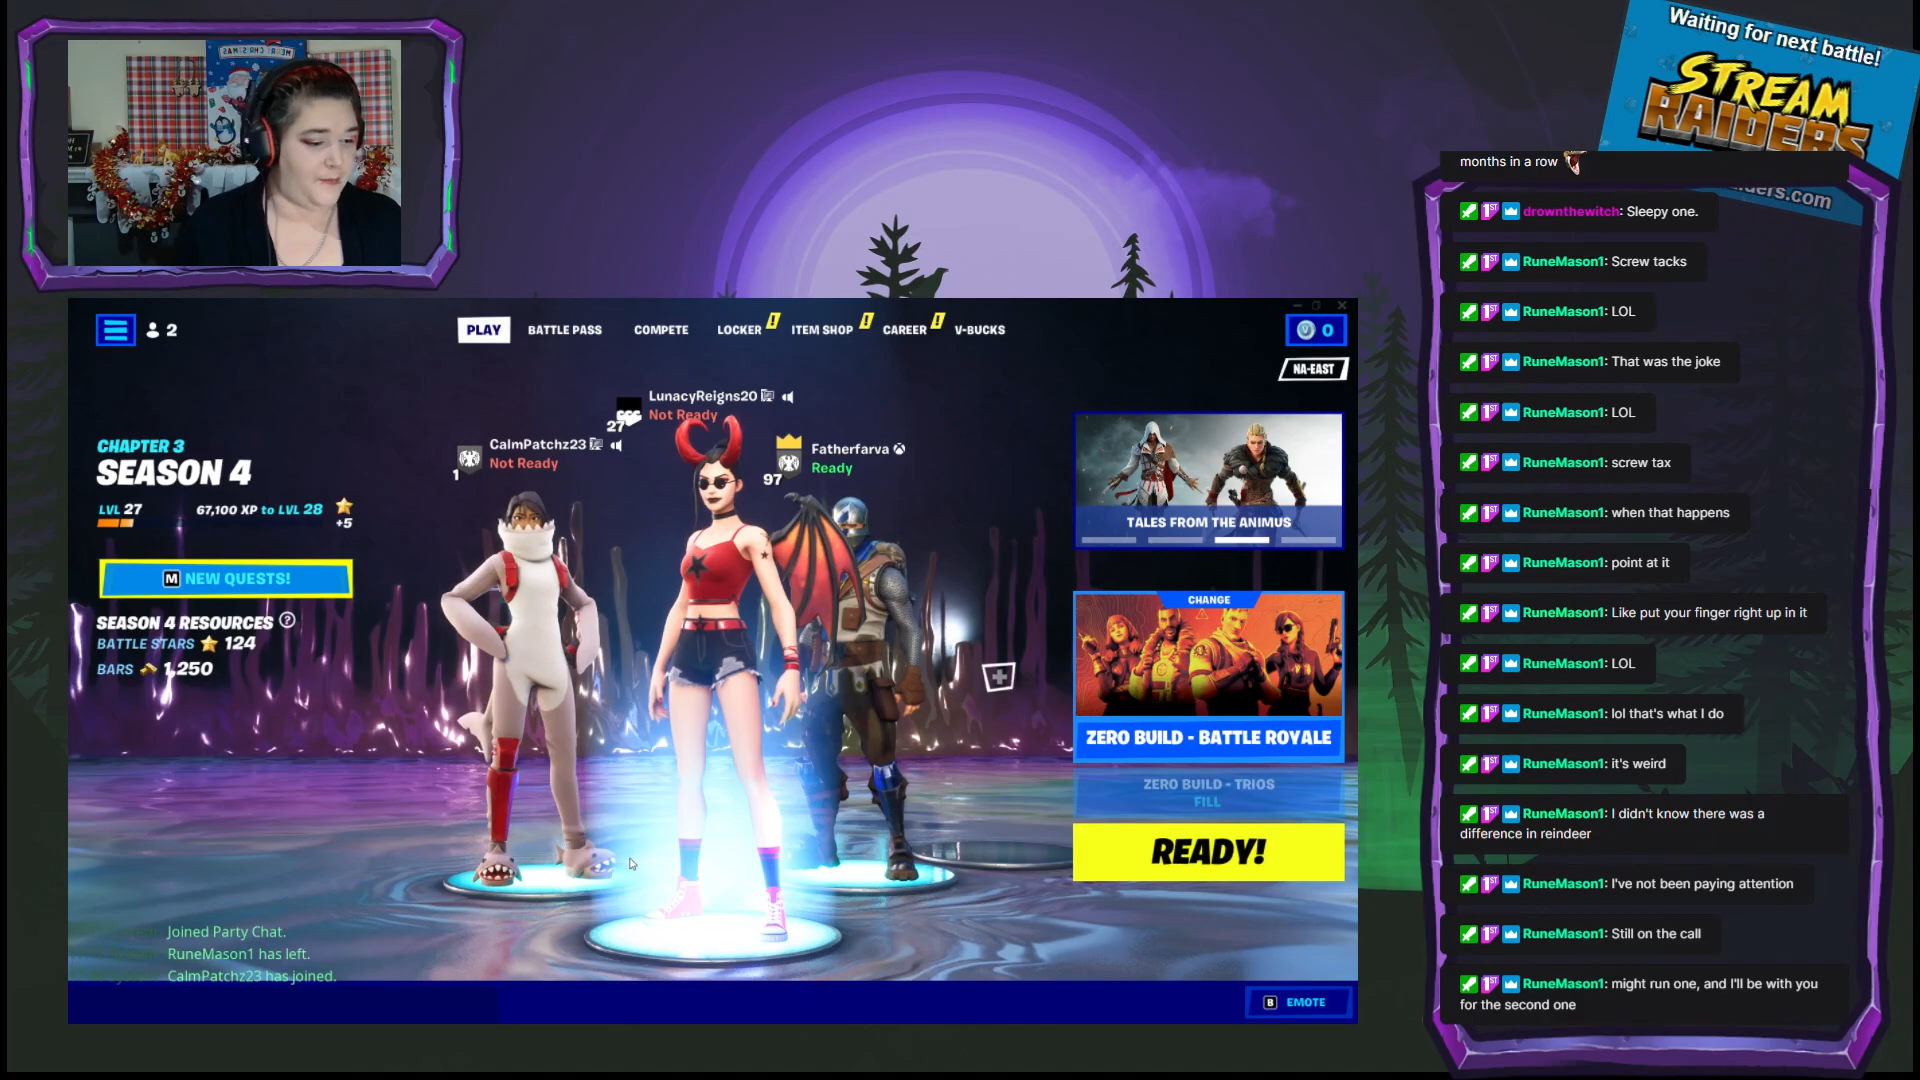 MERRY CHRISTMAS
Waiting for next battle!
STREAM
RAIDERS
months in a row
drownthewitch: Sleepy one.
RuneMason1: Screw tacks
RuneMason1: LOL
RuneMason1: That was the joke
RuneMason1: LOL
RuneMason1: screw tax
RuneMason1: when that happens
RuneMason1: point at it
RuneMason1: Like put your finger right up in it
RuneMason1: LOL
RuneMason1: lol that's what I do
RuneMason1: it's weird
RuneMason1: I didn't know there was a
difference in reindeer
RuneMason1: I've not been paying attention
RuneMason1: Still on the call
RuneMason1: might run one, and I'll be with you
for the second one
2
PLAY
BATTLE PASS
COMPETE
LOCKER
ITEM SHOP
CAREER
V-BUCKS
0
NA-EAST
LunacyReigns20
Not Ready
27
CalmPatchz23
Not Ready
1
Fatherfarva
Ready
97
CHAPTER 3
SEASON 4
LVL 27
67,100 XP to LVL 28
+5
M NEW QUESTS!
SEASON 4 RESOURCES ?
BATTLE STARS 124
BARS 1,250
TALES FROM THE ANIMUS
CHANGE
ZERO BUILD - BATTLE ROYALE
ZERO BUILD - TRIOS
FILL
READY!
Joined Party Chat.
RuneMason1 has left.
CalmPatchz23 has joined.
B EMOTE